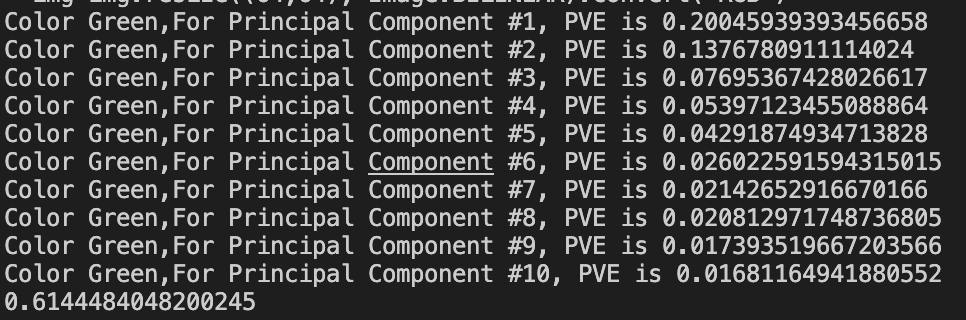 Color Green,For Principal Component #1, PVE is 0.20045939393456658
Color Green,For Principal Component #2, PVE is 0.1376780911114024
Color Green,For Principal Component #3, PVE is 0.07695367428026617
Color Green,For Principal Component #4, PVE is 0.05397123455088864
Color Green,For Principal Component #5, PVE is 0.04291874934713828
Color Green,For Principal Component #6, PVE is 0.026022591594315015
Color Green,For Principal Component #7, PVE is 0.02142652916670166
Color Green,For Principal Component #8, PVE is 0.020812971748736805
Color Green,For Principal Component #9, PVE is 0.017393519667203566
Color Green,For Principal Component #10, PVE is 0.01681164941880552
0.6144484048200245